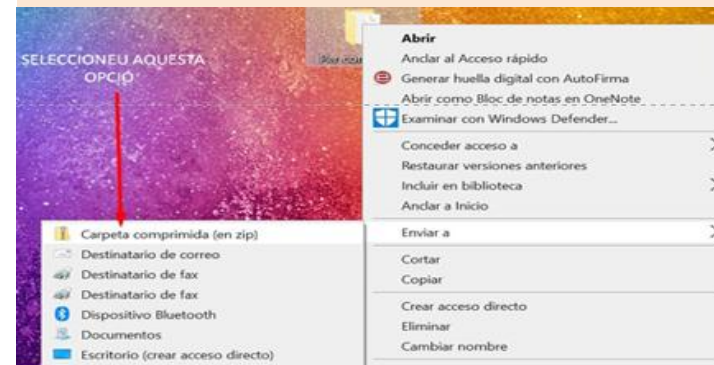 SELECCIONEU AQUESTA
OPCIÓ
Abrir
Anclar al Acceso rápido
Generar huella digital con AutoFirma
Abrir como Bloc de notas en OneNote
Examinar con Windows Defender...
Conceder acceso a
Restaurar versiones anteriores
Incluir en biblioteca
Anclar a Inicio
Enviar a
Cortar
Copiar
Crear acceso directo
Eliminar
Cambiar nombre
Carpeta comprimida (en zip)
Destinatario de correo
Destinatario de fax
Destinatario de fax
Dispositivo Bluetooth
Documentos
Escritorio (crear acceso directo)